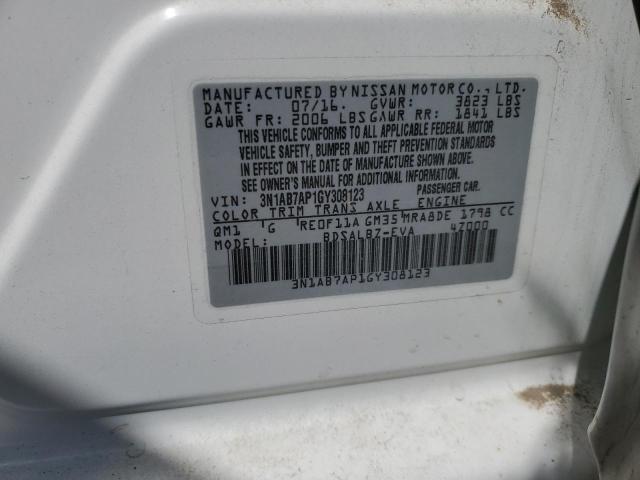 MANUFACTURED BY NISSAN MOTOR CO., LTD.
DATE: 07/16. GVWR: 3823 LBS
GAWR FR: 2006 LBS GAWR RR: 1841 LBS
THIS VEHICLE CONFORMS TO ALL APPLICABLE FEDERAL MOTOR
VEHICLE SAFETY, BUMPER AND THEFT PREVENTION STANDARDS
IN EFFECT ON THE DATE OF MANUFACTURE SHOWN ABOVE.
SEE OWNER'S MANUAL FOR ADDITIONAL INFORMATION.
VIN: 3N1AB7AP1GY308123 PASSENGER CAR.
COLOR TRIM TRANS AXLE ENGINE
QM1 G RE0F11A GM35 MRA8DE 1798 CC
MODEL: BDSALBZ-EVA 4Z000
3N1AB7AP1GY308123